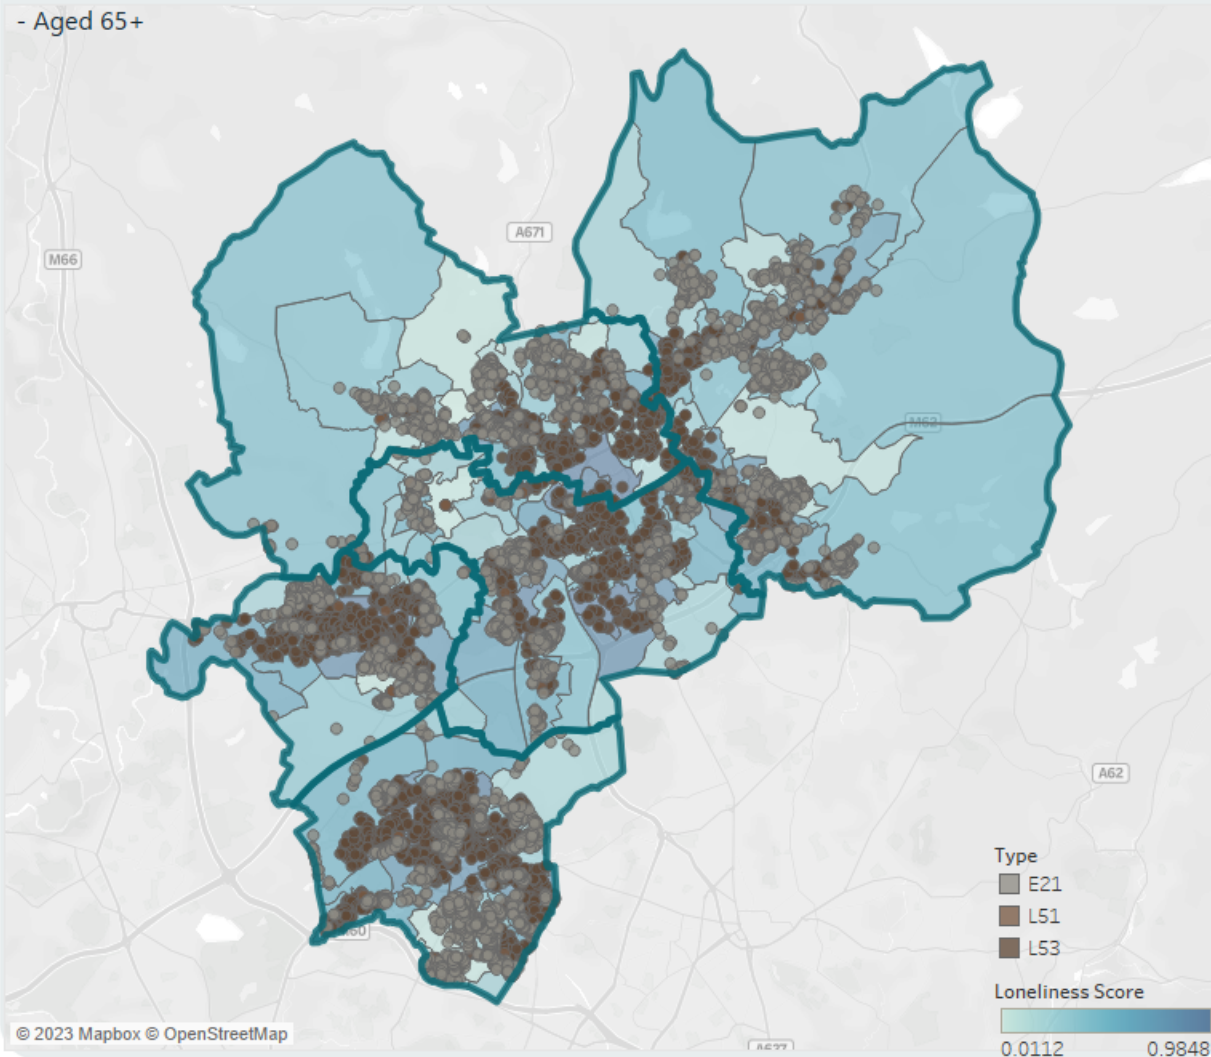 - Aged 65+
A671
M66
M62
A62
Type
E21
L51
L53
Loneliness Score
0.0112 0.9848
© 2023 Mapbox © OpenStreetMap